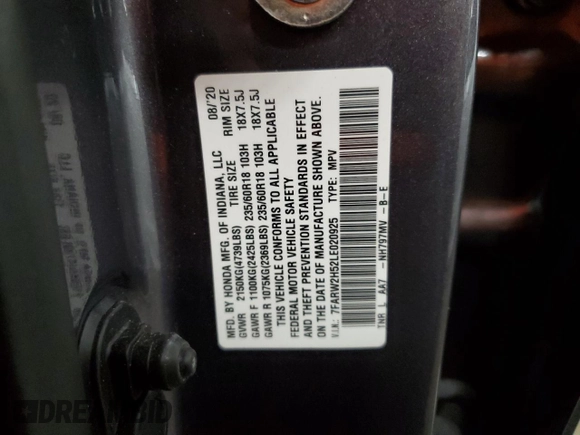 MFD. BY HONDA MFG. OF INDIANA, LLC 08/'20
TIRE SIZE RIM SIZE
GVWR 2150KG(4739LBS)
GAWR F 1100KG(2425LBS) 235/60R18 103H 18X7.5J
GAWR R 1075KG(2369LBS) 235/60R18 103H 18X7.5J
THIS VEHICLE CONFORMS TO ALL APPLICABLE
FEDERAL MOTOR VEHICLE SAFETY
AND THEFT PREVENTION STANDARDS IN EFFECT
ON THE DATE OF MANUFACTURE SHOWN ABOVE.
V.I.N.: 7FARW2H52LE020925 TYPE: MPV
TNR L AA7 -NH797MV -B-E
DREAMBID